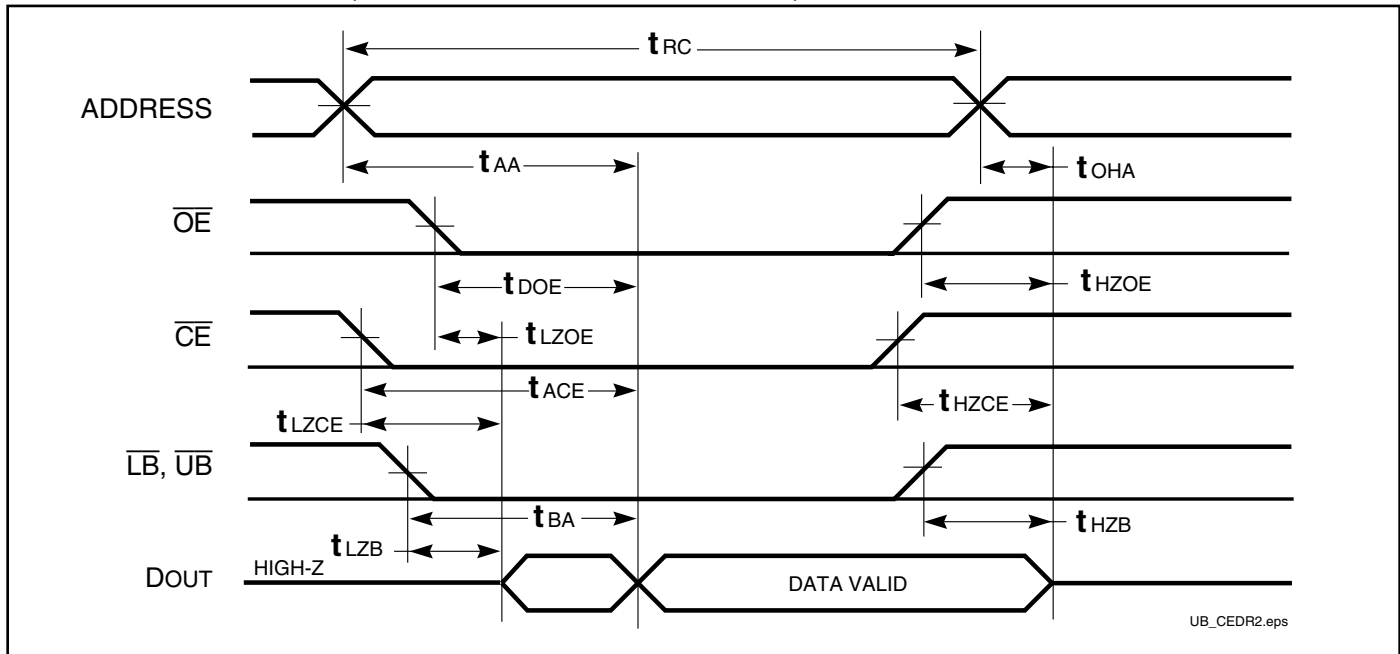 tRC
ADDRESS
tAA
tOHA
OE
tDOE
tHZOE
tLZOE
CE
tACE
tHZCE
tLZCE
LB, UB
tBA
tHZB
tLZB
DOUT
HIGH-Z
DATA VALID
UB_CEDR2.eps